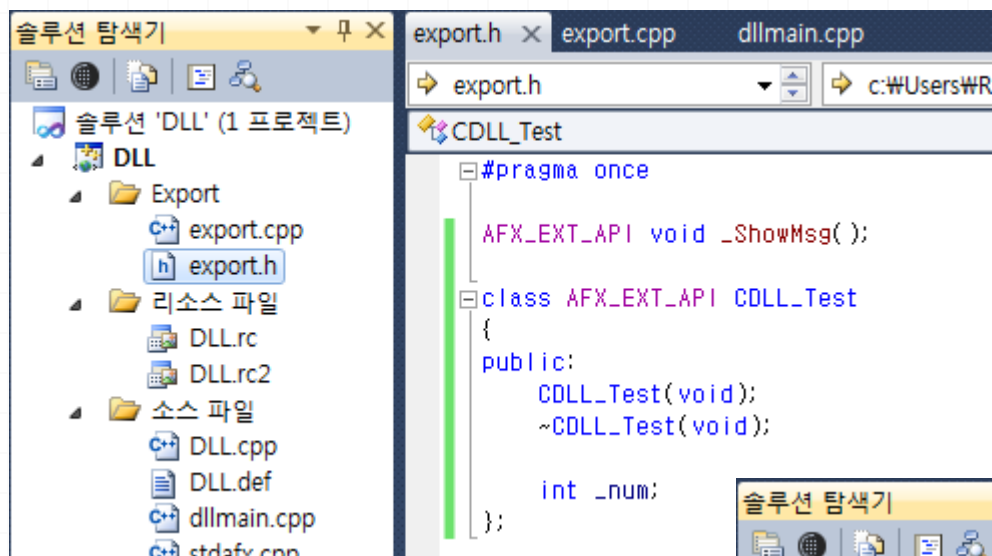 솔루션 탐색기
솔루션 'DLL' (1 프로젝트)
DLL
Export
export.cpp
export.h
리소스 파일
DLL.rc
DLL.rc2
소스 파일
DLL.cpp
DLL.def
dllmain.cpp
stdafx.cpp
export.h export.cpp dllmain.cpp
export.h c:₩Users₩R
CDLL_Test
#pragma once
AFX_EXT_API void _ShowMsg();
class AFX_EXT_API CDLL_Test
{
public:
CDLL_Test(void);
~CDLL_Test(void);
int _num;
};
솔루션 탐색기